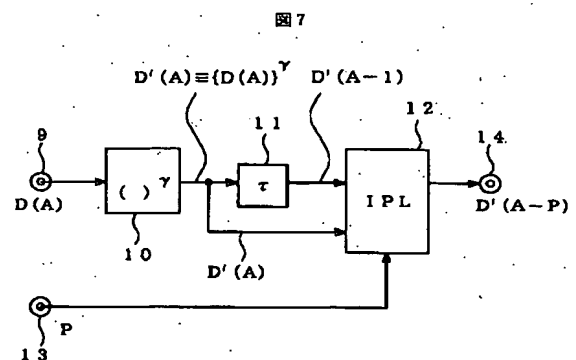 図7
D'(A)≡{D(A)}^γ
D'(A−1)
12
11
14
9
( )^γ
τ
IPL
D(A)
D'(A−P)
10
D'(A)
P
13